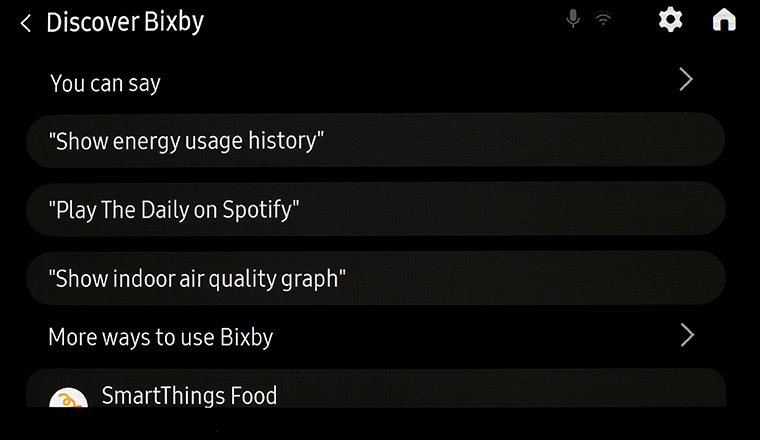 Discover Bixby
You can say
"Show energy usage history"
"Play The Daily on Spotify"
"Show indoor air quality graph"
More ways to use Bixby
SmartThings Food